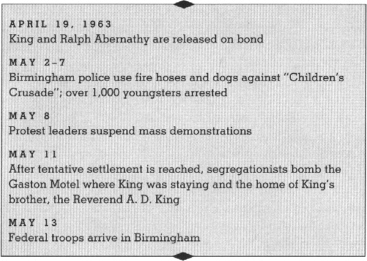 APRIL 19, 1963
King and Ralph Abernathy are released on bond
MAY 2–7
Birmingham police use fire hoses and dogs against "Children's
Crusade"; over 1,000 youngsters arrested
MAY 8
Protest leaders suspend mass demonstrations
MAY 11
After tentative settlement is reached, segregationists bomb the
Gaston Motel where King was staying and the home of King's
brother, the Reverend A. D. King
MAY 13
Federal troops arrive in Birmingham